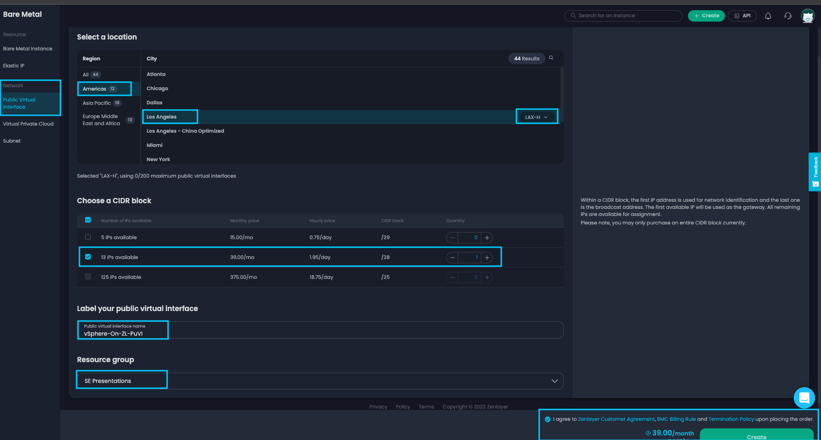 Bare Metal
Search for an instance
+ Create
API
Resource
Bare Metal Instance
Elastic IP
Network
Public Virtual
Interface
Virtual Private Cloud
Subnet
Select a location
Region
City
44 Results
All 44
Americas 12
Asia Pacific 19
Europe Middle
East and Africa 13
Atlanta
Chicago
Dallas
Los Angeles
LAX-H
Los Angeles - China Optimized
Miami
New York
Selected "LAX-H", using 0/200 maximum public virtual interfaces
Choose a CIDR block
Number of IPs available Monthly price Hourly price CIDR block Quantity
5 IPs available 15.00/mo 0.75/day /29 − 0 +
13 IPs available 39.00/mo 1.95/day /28 − 1 +
125 IPs available 375.00/mo 18.75/day /25 − 0 +
Label your public virtual interface
Public virtual interface name
vSphere-On-ZL-PuVI
Resource group
SE Presentations
Within a CIDR block, the first IP address is used for network identification and the last one
is the broadcast address. The first available IP will be used as the gateway. All remaining
IPs are available for assignment.
Please note, you may only purchase an entire CIDR block currently.
Feedback
Privacy Policy Terms Copyright © 2022 Zenlayer
I agree to Zenlayer Customer Agreement, BMC Billing Rule and Termination Policy upon placing the order.
39.00/month
Create